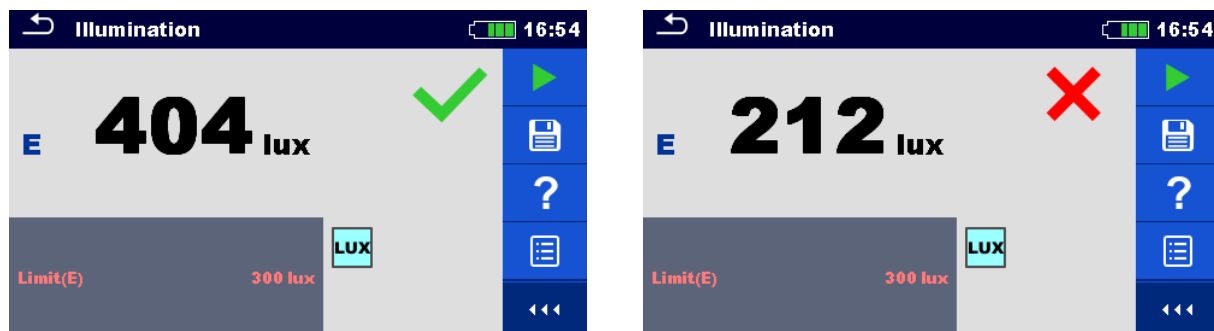 Illumination 16:54
E 404 lux
?
LUX
Limit(E) 300 lux
Illumination 16:54
E 212 lux
?
LUX
Limit(E) 300 lux